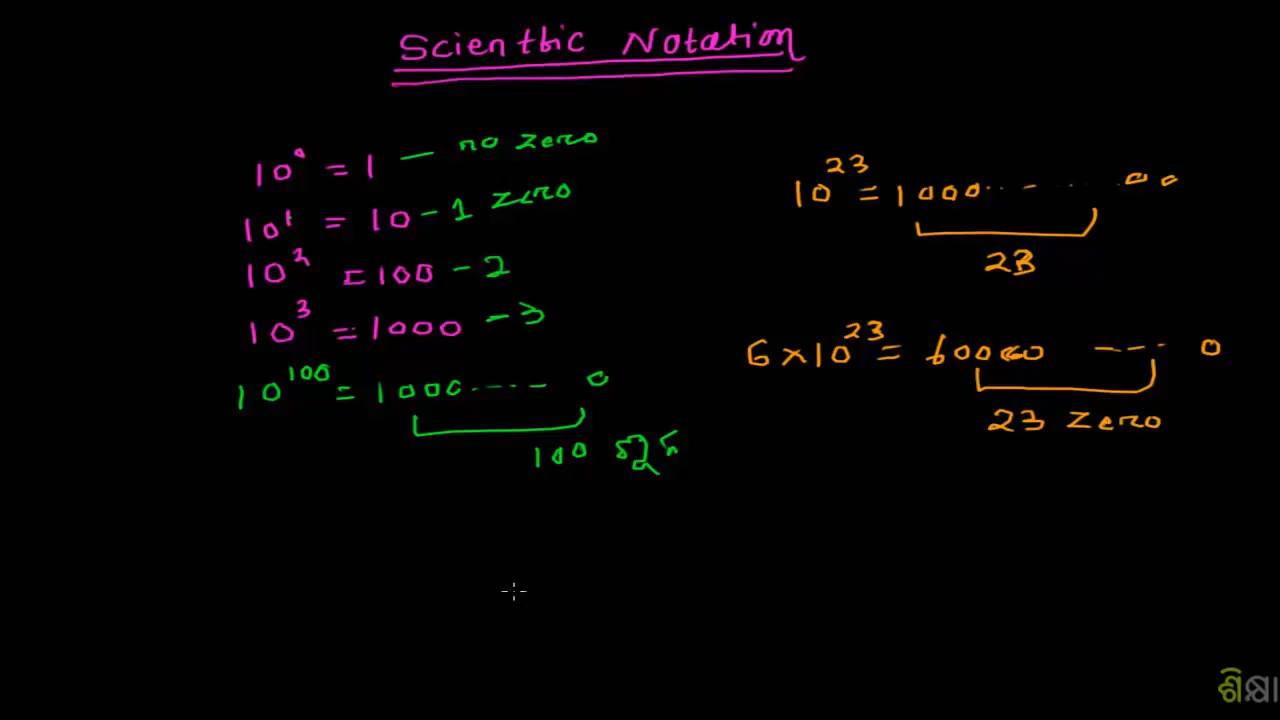 Scientific Notation
10⁰ = 1 — no zero
10¹ = 10 - 1 zero
10² = 100 - 2
10³ = 1000 - 3
10¹⁰⁰ = 1000 ---- 0
100
10²³ = 1000 ---- 00
23
6 × 10²³ = 60000 --- 0
23 zero
ଶିକ୍ଷା